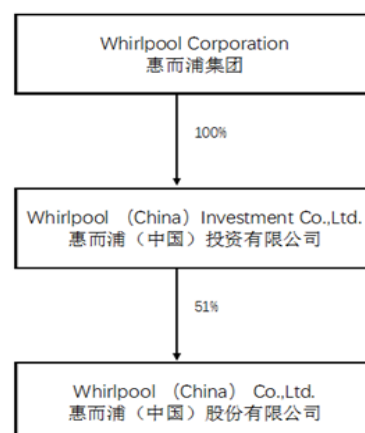 Whirlpool Corporation
惠而浦集团
100%
Whirlpool （China）Investment Co.,Ltd.
惠而浦（中国）投资有限公司
51%
Whirlpool （China） Co.,Ltd.
惠而浦（中国）股份有限公司